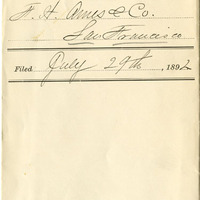 F. A. Ames & Co.
San Francisco
Filed July 29th, 1892